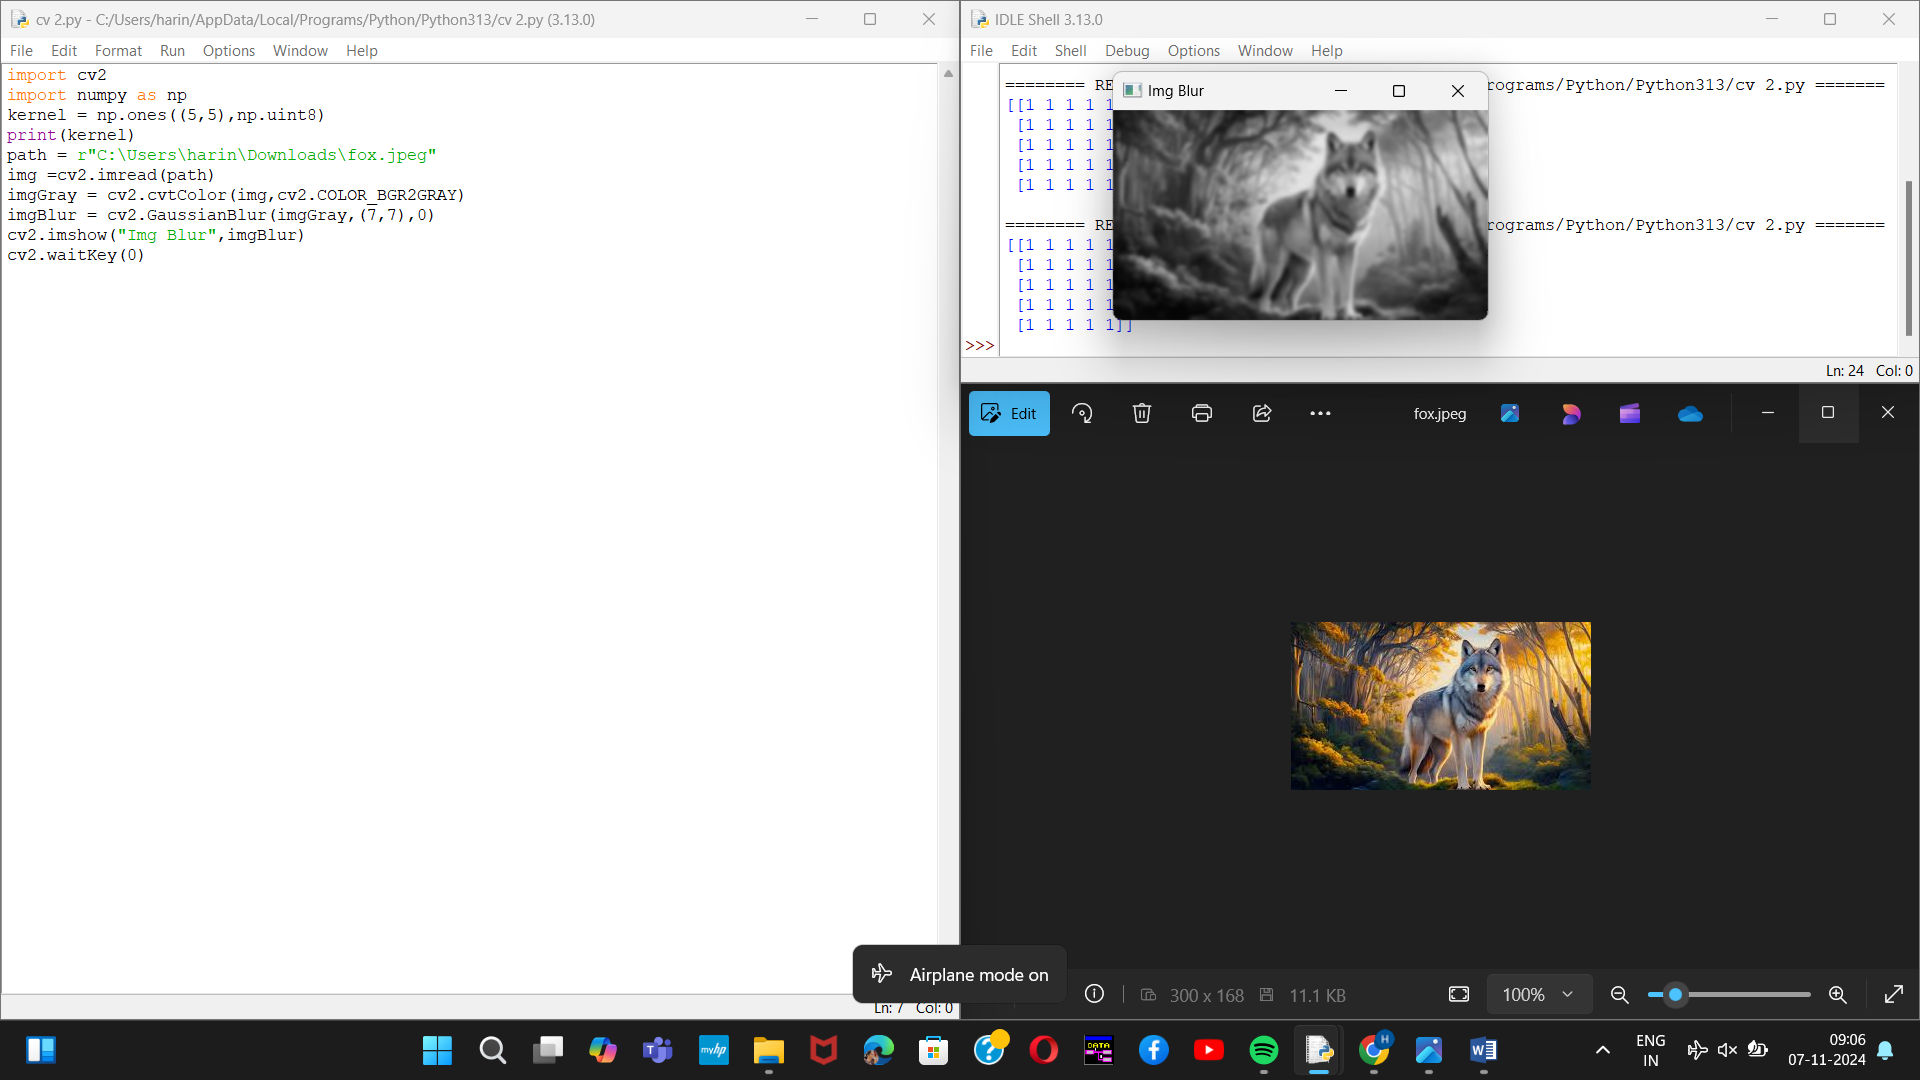 cv 2.py - C:/Users/harin/AppData/Local/Programs/Python/Python313/cv 2.py (3.13.0)
File Edit Format Run Options Window Help
import cv2
import numpy as np
kernel = np.ones((5,5),np.uint8)
print(kernel)
path = r"C:\Users\harin\Downloads\fox.jpeg"
img =cv2.imread(path)
imgGray = cv2.cvtColor(img,cv2.COLOR_BGR2GRAY)
imgBlur = cv2.GaussianBlur(imgGray,(7,7),0)
cv2.imshow("Img Blur",imgBlur)
cv2.waitKey(0)
Ln: 7 Col: 0
IDLE Shell 3.13.0
File Edit Shell Debug Options Window Help
======== RE rograms/Python/Python313/cv 2.py =======
[[1 1 1 1 1
[1 1 1 1 1
[1 1 1 1 1
[1 1 1 1 1
[1 1 1 1 1
======== RE rograms/Python/Python313/cv 2.py =======
[[1 1 1 1 1
[1 1 1 1 1
[1 1 1 1 1
[1 1 1 1 1
[1 1 1 1 1]]
>>>
Ln: 24 Col: 0
Img Blur
Edit
fox.jpeg
300 x 168 11.1 KB
100%
Airplane mode on
myhp
DATA
H
ENG
IN
09:06
07-11-2024